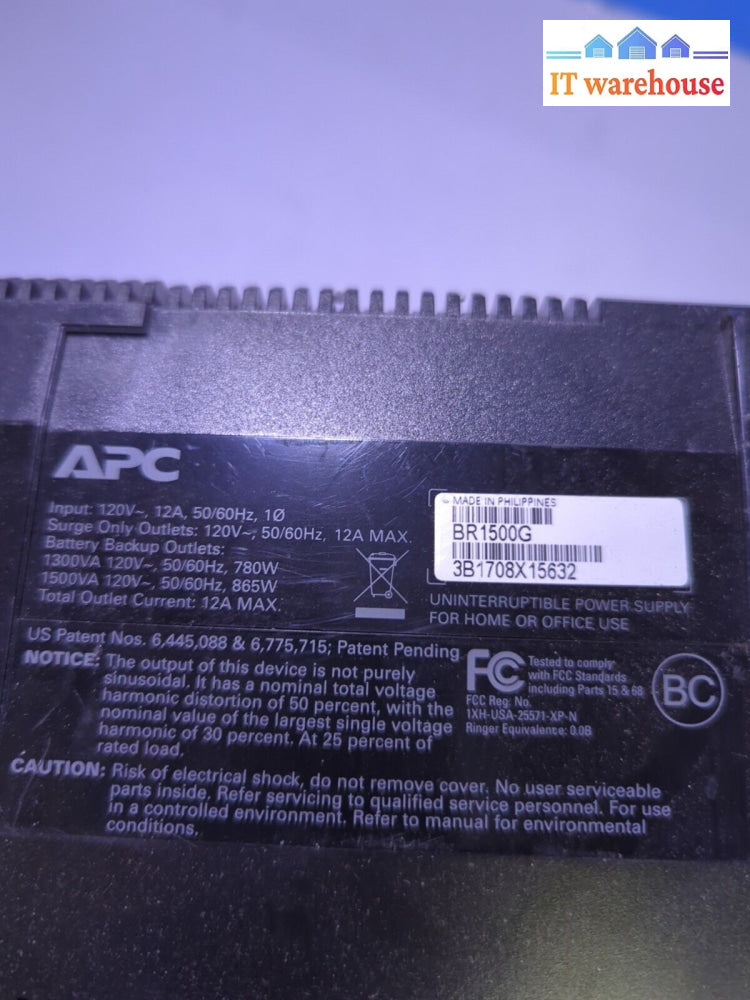 IT warehouse
APC
Input: 120V~, 12A, 50/60Hz, 1Ø
Surge Only Outlets: 120V~, 50/60Hz, 12A MAX.
Battery Backup Outlets:
1300VA 120V~, 50/60Hz, 780W
1500VA 120V~, 50/60Hz, 865W
Total Outlet Current: 12A MAX.
MADE IN PHILIPPINES
BR1500G
3B1708X15632
UNINTERRUPTIBLE POWER SUPPLY
FOR HOME OR OFFICE USE
US Patent Nos. 6,445,088 & 6,775,715; Patent Pending
NOTICE: The output of this device is not purely
sinusoidal. It has a nominal total voltage
harmonic distortion of 50 percent, with the
nominal value of the largest single voltage
harmonic of 30 percent. At 25 percent of
rated load.
FC Tested to comply
with FCC Standards
including Parts 15 & 68
FCC Reg. No.
1XH-USA-25571-XP-N
Ringer Equivalence: 0.0B
BC
CAUTION: Risk of electrical shock, do not remove cover. No user serviceable
parts inside. Refer servicing to qualified service personnel. For use
in a controlled environment. Refer to manual for environmental
conditions.